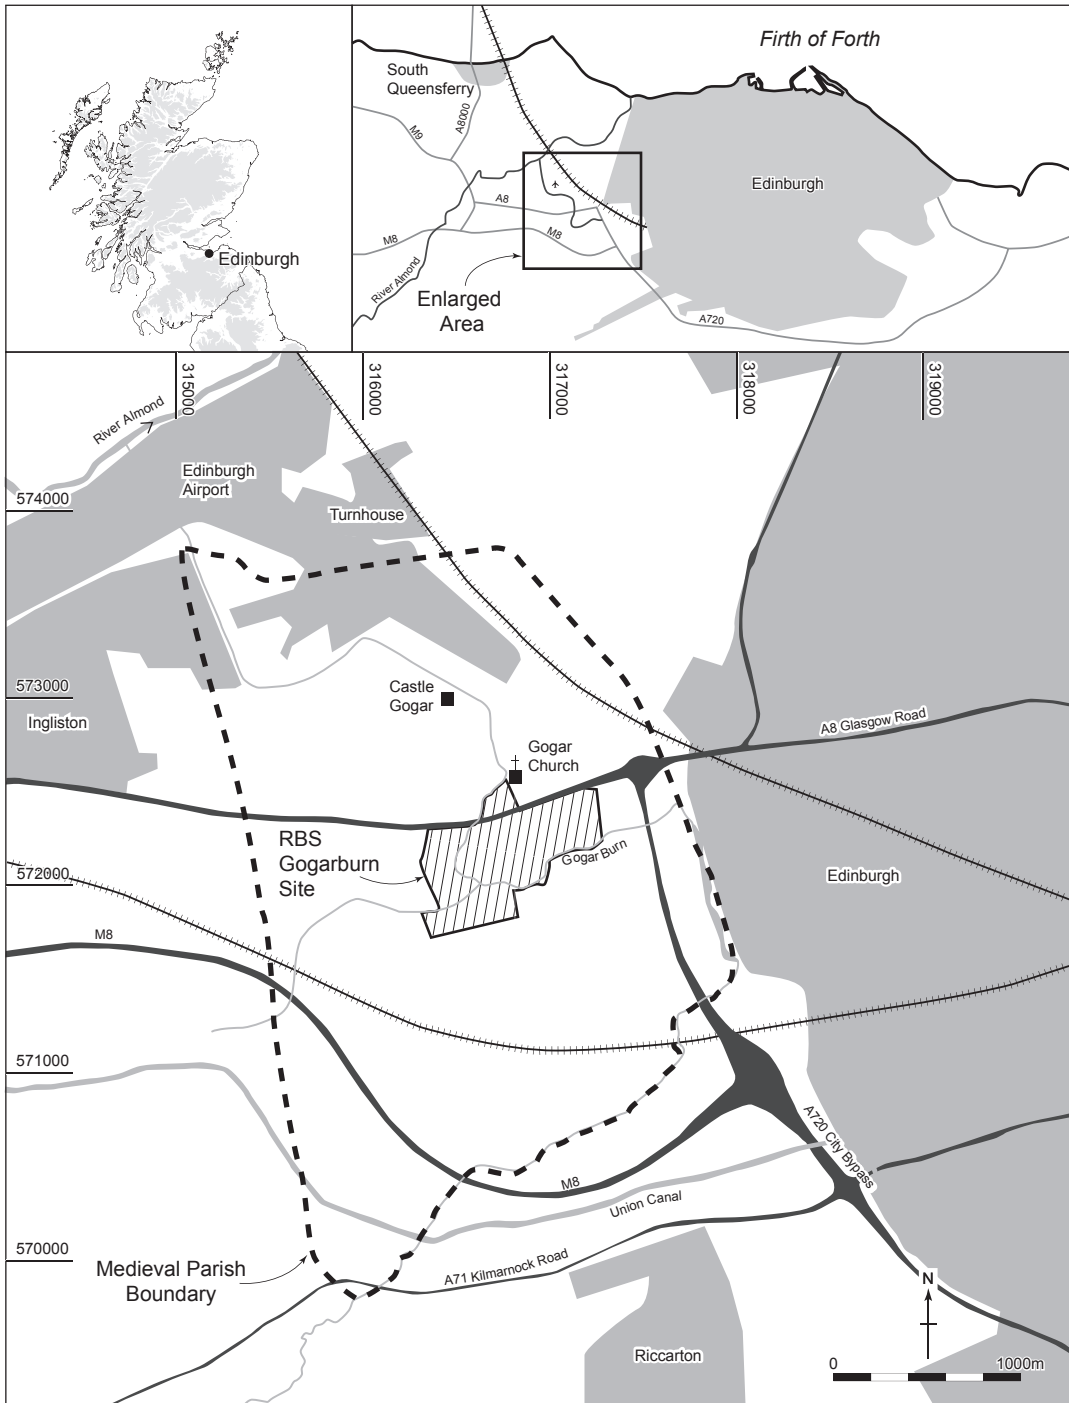 Edinburgh
Firth of Forth
South
Queensferry
A8000
M9
Edinburgh
A8
M8
M8
River Almond
Enlarged
Area
A720
315000
316000
317000
318000
319000
River Almond
Edinburgh
Airport
574000
Turnhouse
573000
Castle
Gogar
Ingliston
A8 Glasgow Road
Gogar
Church
RBS
Gogarburn
Site
Gogar Burn
572000
Edinburgh
M8
571000
A720 City Bypass
M8
Union Canal
570000
Medieval Parish
Boundary
A71 Kilmarnock Road
N
Riccarton
0
1000m